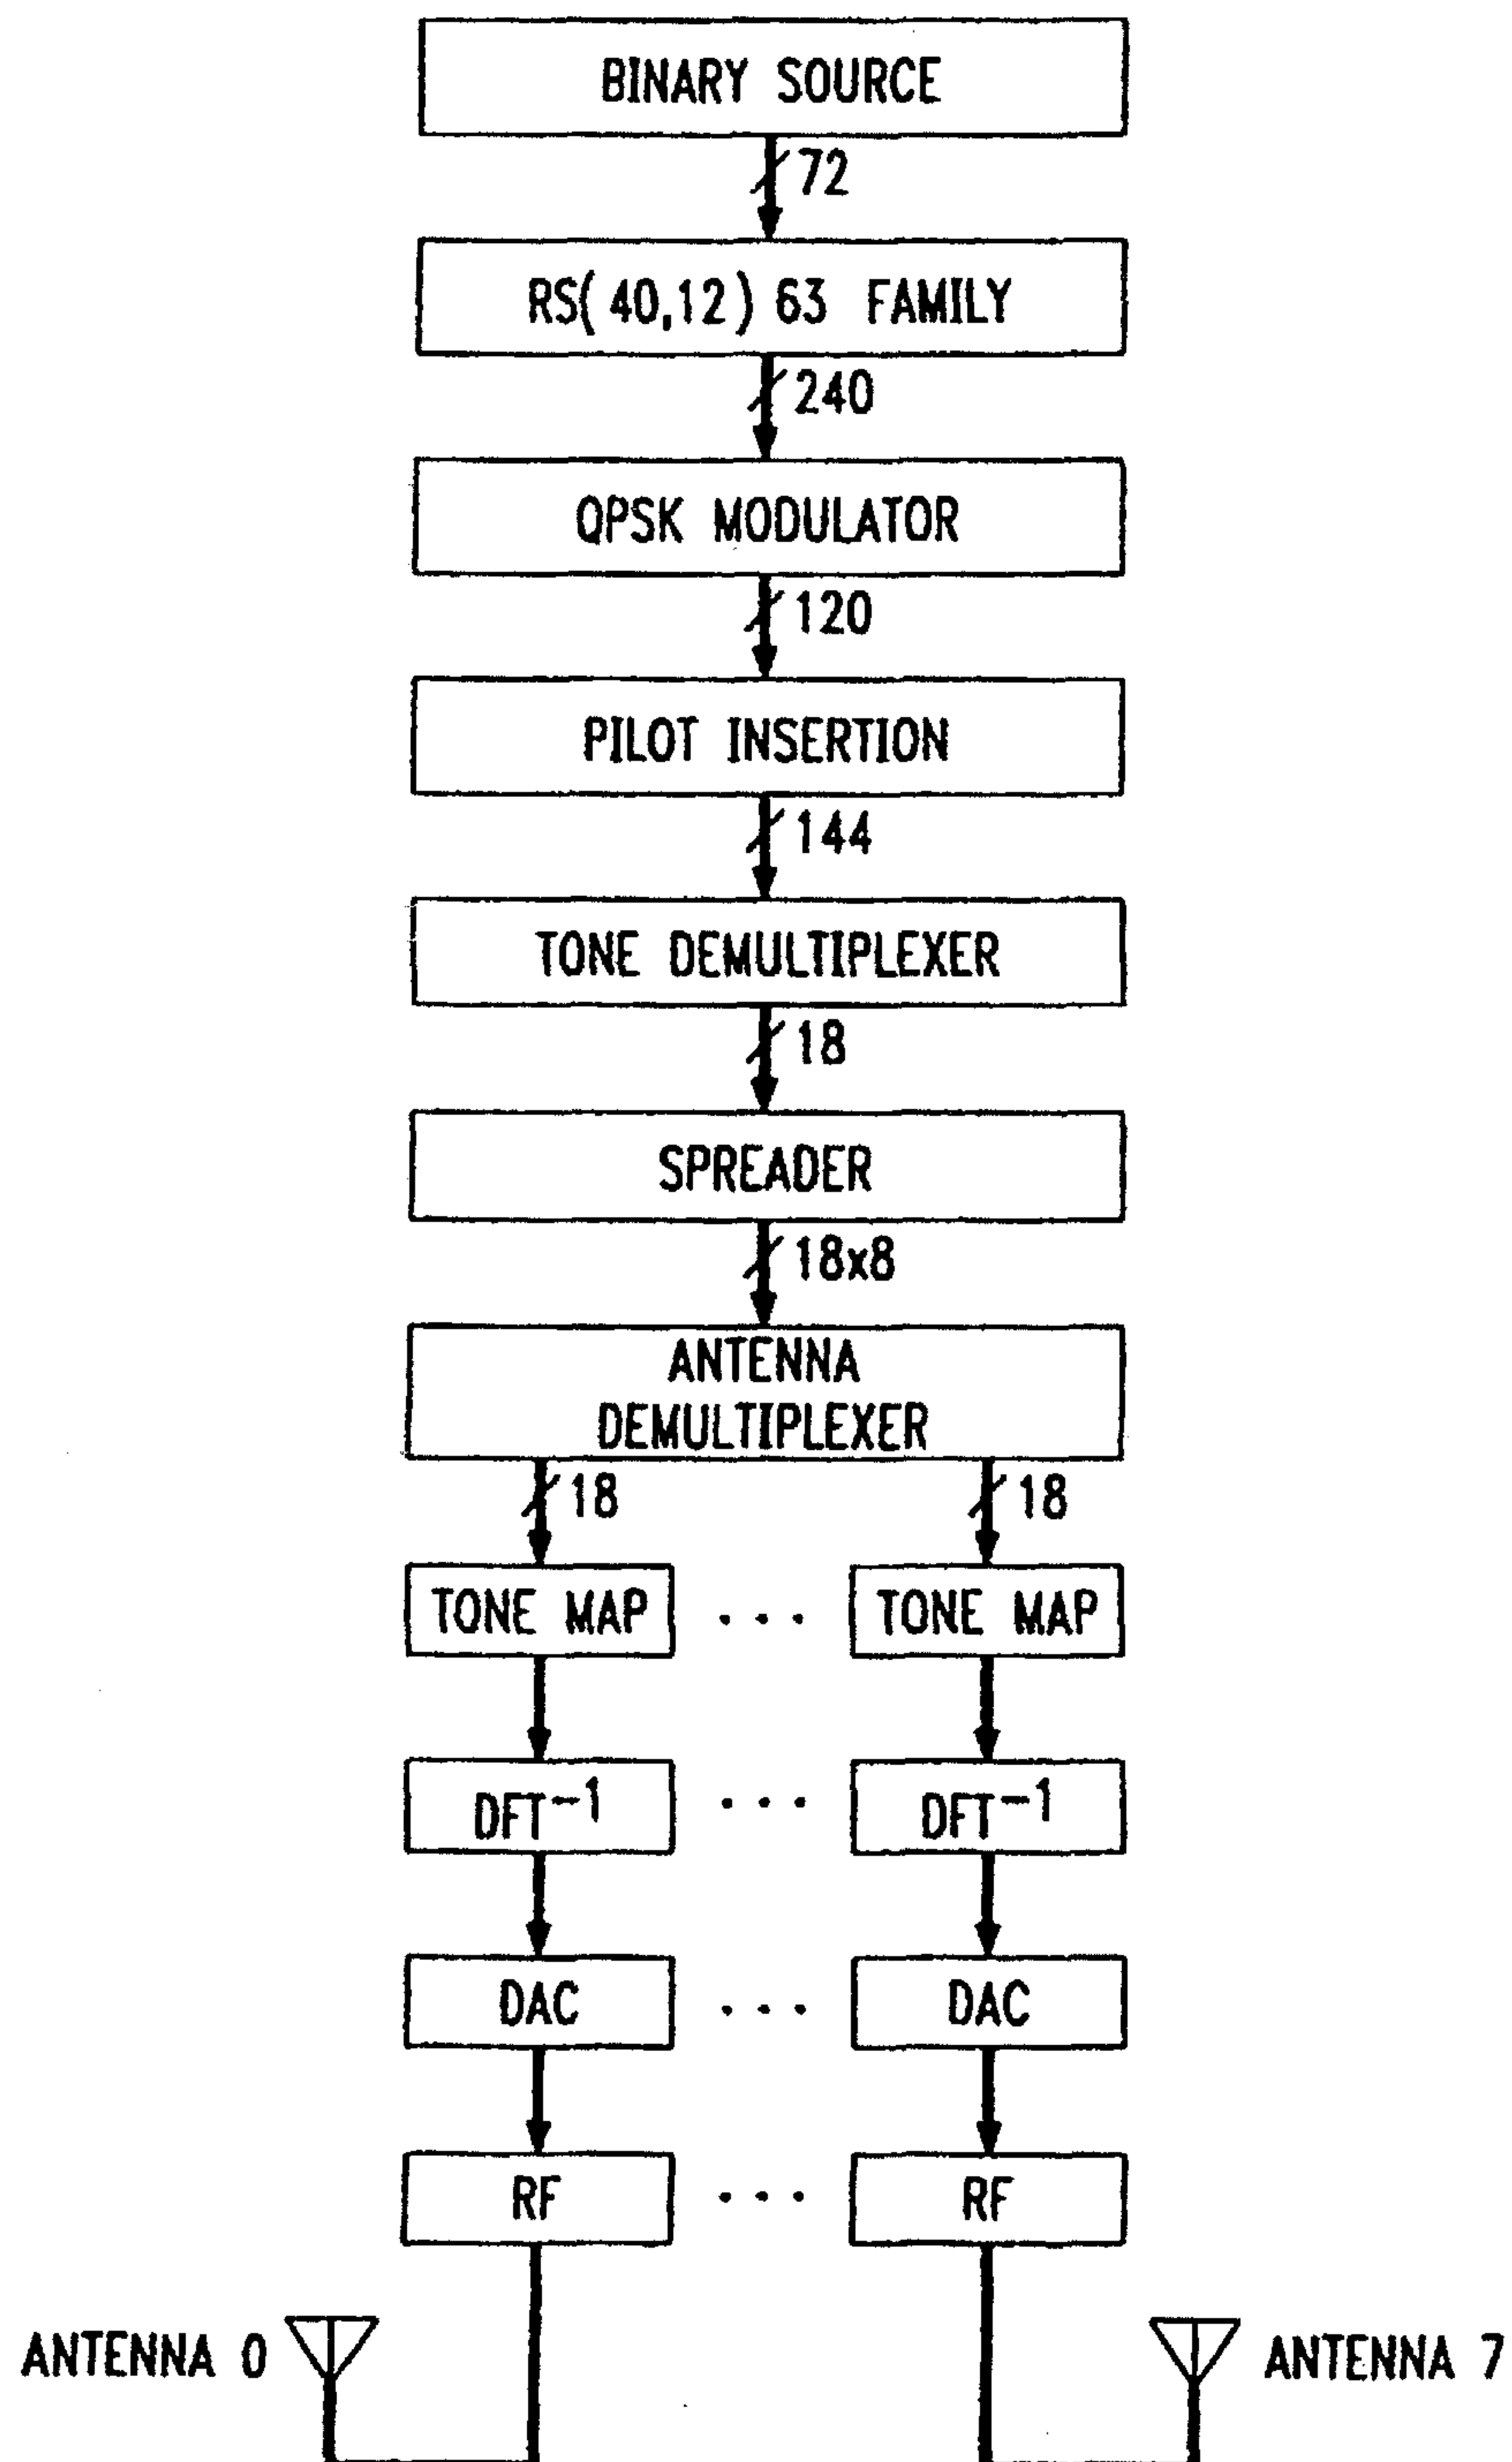 BINARY SOURCE
72
RS(40,12) 63 FAMILY
240
QPSK MODULATOR
120
PILOT INSERTION
144
TONE DEMULTIPLEXER
18
SPREADER
18x8
ANTENNA
DEMULTIPLEXER
18 18
TONE MAP ... TONE MAP
DFT⁻¹ ... DFT⁻¹
DAC ... DAC
RF ... RF
ANTENNA 0 ANTENNA 7